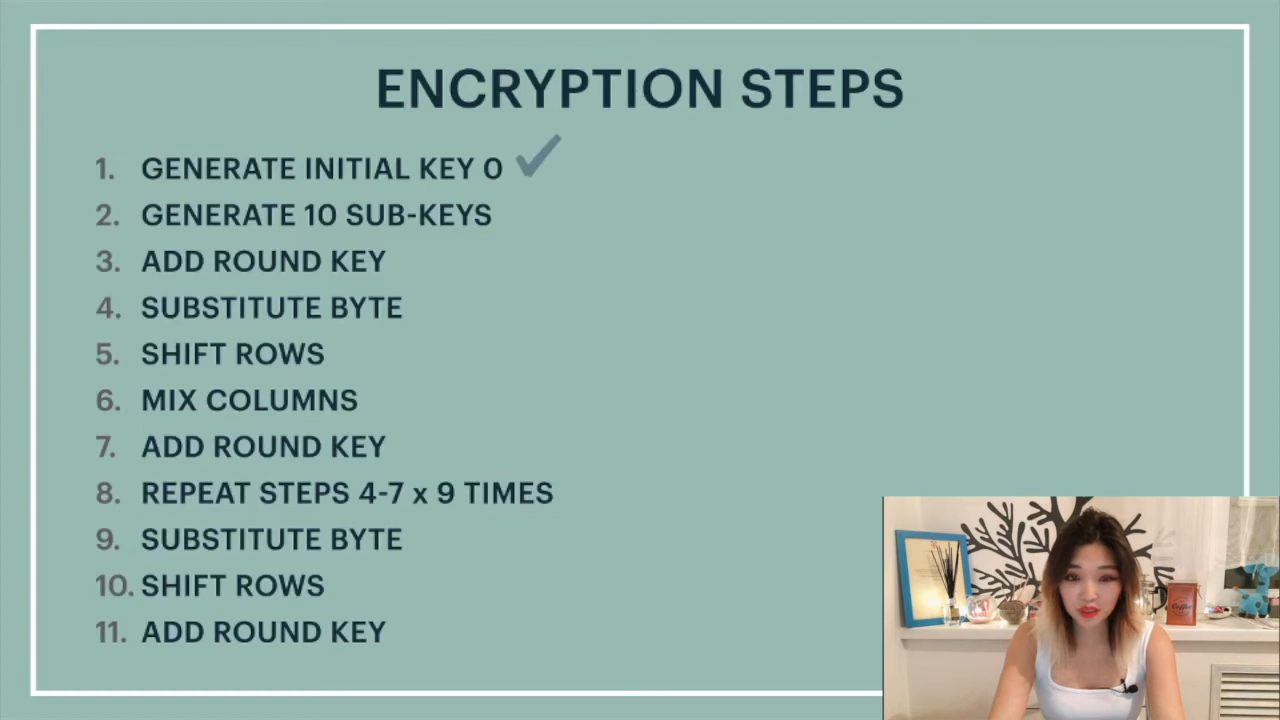 ENCRYPTION STEPS
1. GENERATE INITIAL KEY 0
2. GENERATE 10 SUB-KEYS
3. ADD ROUND KEY
4. SUBSTITUTE BYTE
5. SHIFT ROWS
6. MIX COLUMNS
7. ADD ROUND KEY
8. REPEAT STEPS 4-7 x 9 TIMES
9. SUBSTITUTE BYTE
10. SHIFT ROWS
11. ADD ROUND KEY
Coffee